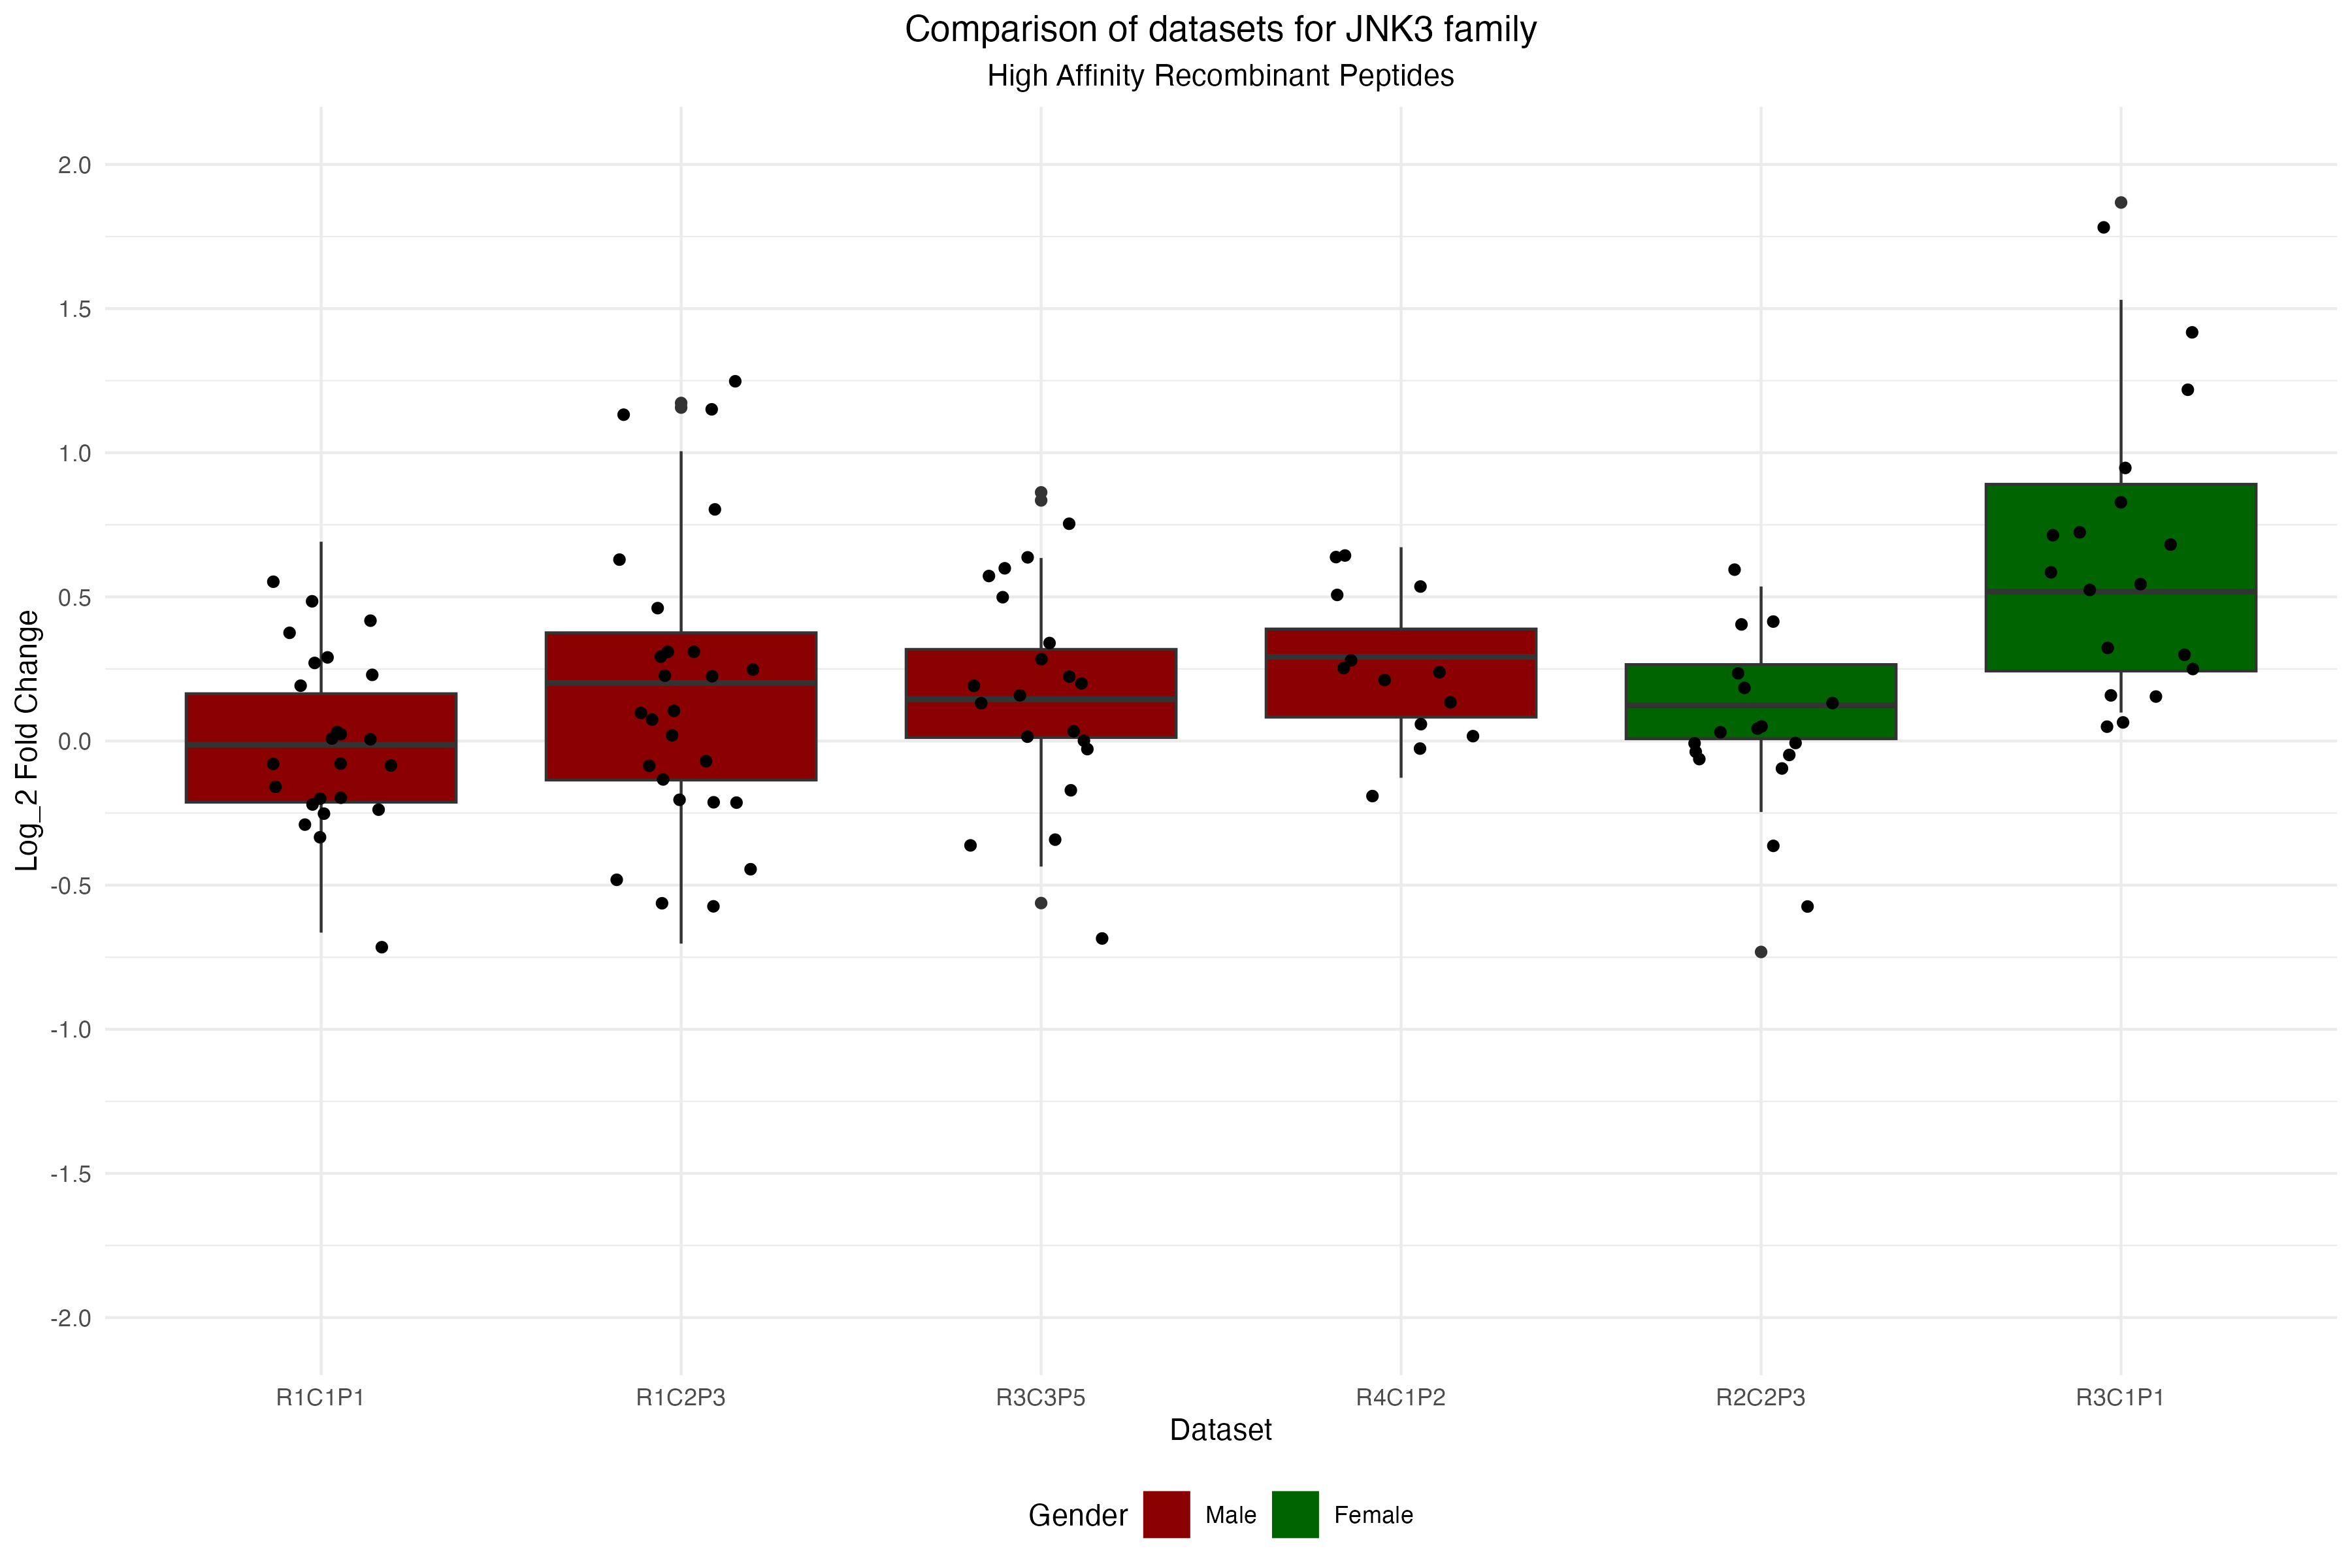 Comparison of datasets for JNK3 family
High Affinity Recombinant Peptides
Log_2 Fold Change
2.0
1.5
1.0
0.5
0.0
-0.5
-1.0
-1.5
-2.0
R1C1P1 R1C2P3 R3C3P5 R4C1P2 R2C2P3 R3C1P1
Dataset
Gender Male Female